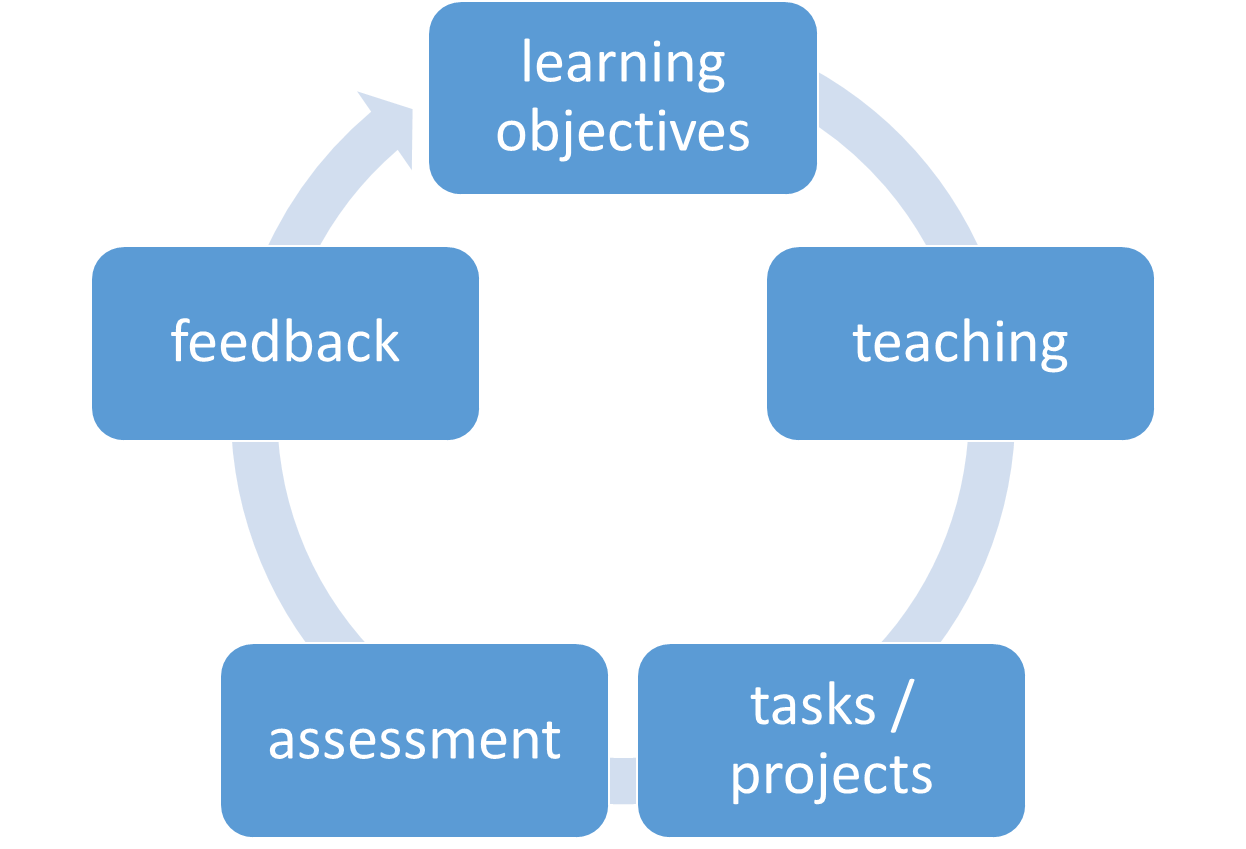 learning
objectives
teaching
tasks /
projects
assessment
feedback